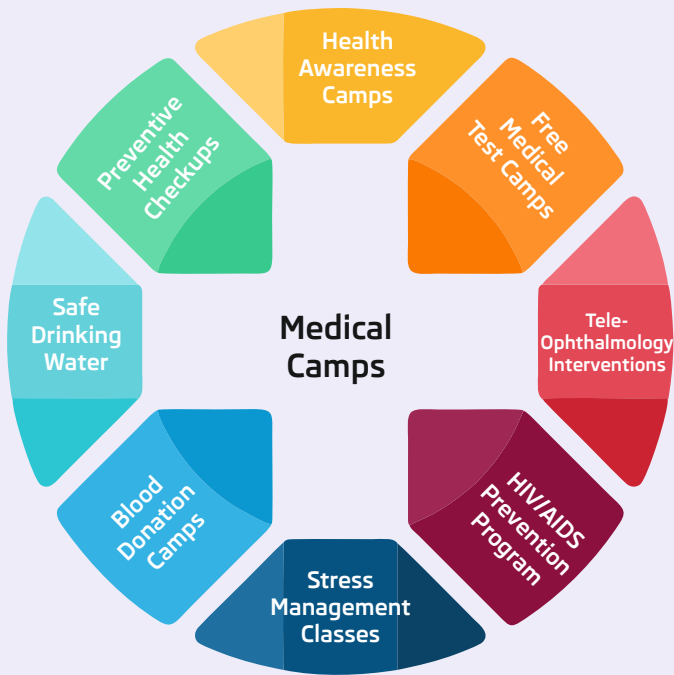 Health
Awareness
Camps
Free
Medical
Test Camps
Tele-
Ophthalmology
Interventions
HIV/AIDS
Prevention
Program
Stress
Management
Classes
Blood
Donation
Camps
Safe
Drinking
Water
Preventive
Health
Checkups
Medical
Camps